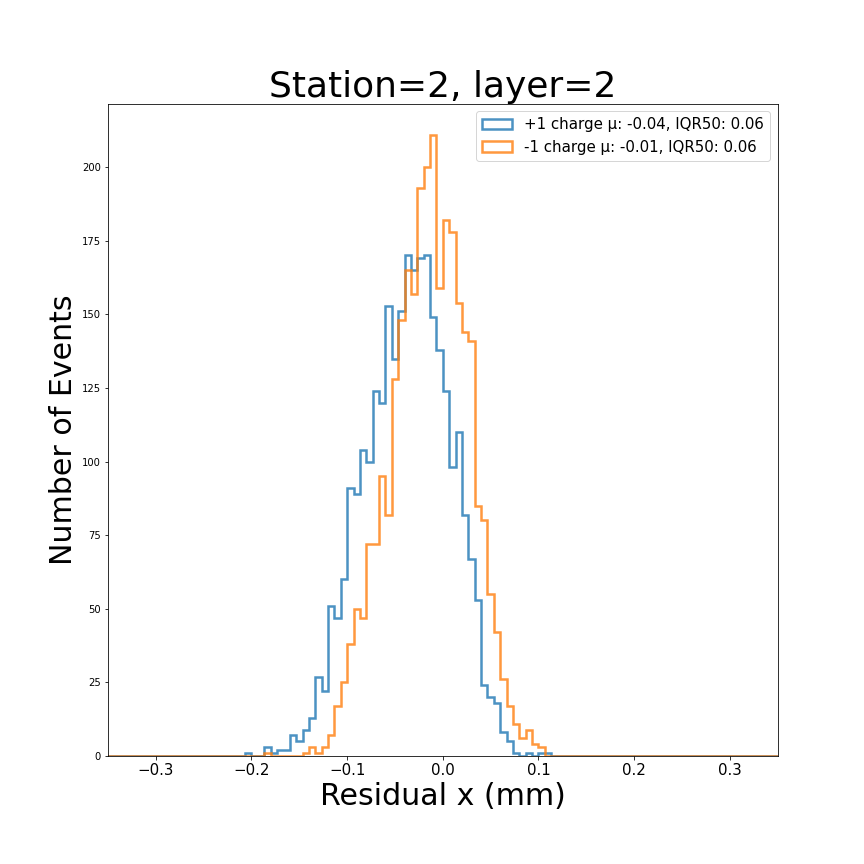 Station=2, layer=2
+1 charge μ: -0.04, IQR50: 0.06
-1 charge μ: -0.01, IQR50: 0.06
Number of Events
200
175
150
125
100
75
50
25
0
−0.3 −0.2 −0.1 0.0 0.1 0.2 0.3
Residual x (mm)